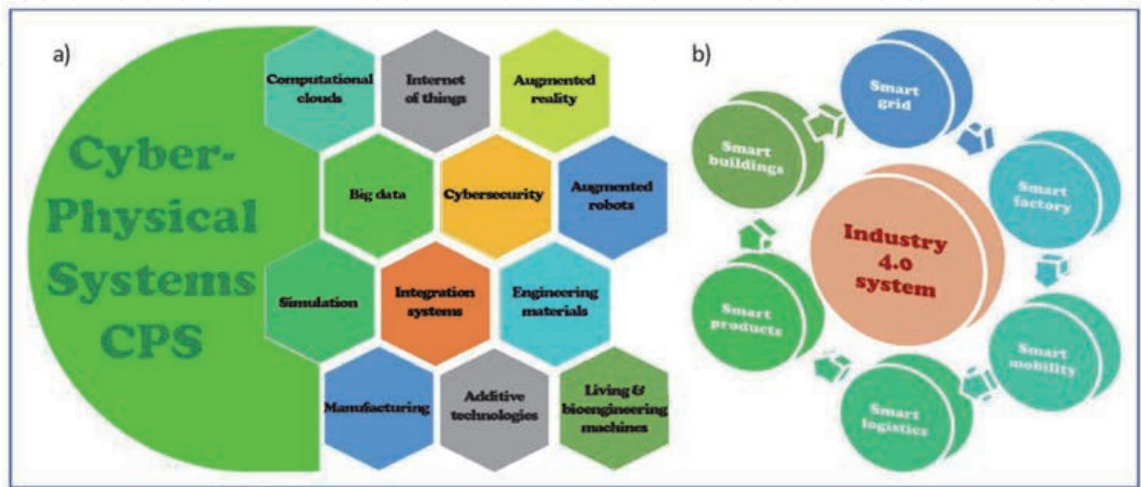 a)
Cyber-
Physical
Systems
CPS
Computational
clouds
Internet
of things
Augmented
reality
Big data
Cybersecurity
Augmented
robots
Simulation
Integration
systems
Engineering
materials
Manufacturing
Additive
technologies
Living &
bioengineering
machines
b)
Smart
grid
Smart
factory
Smart
mobility
Smart
logistics
Smart
products
Smart
buildings
Industry
4.0
system